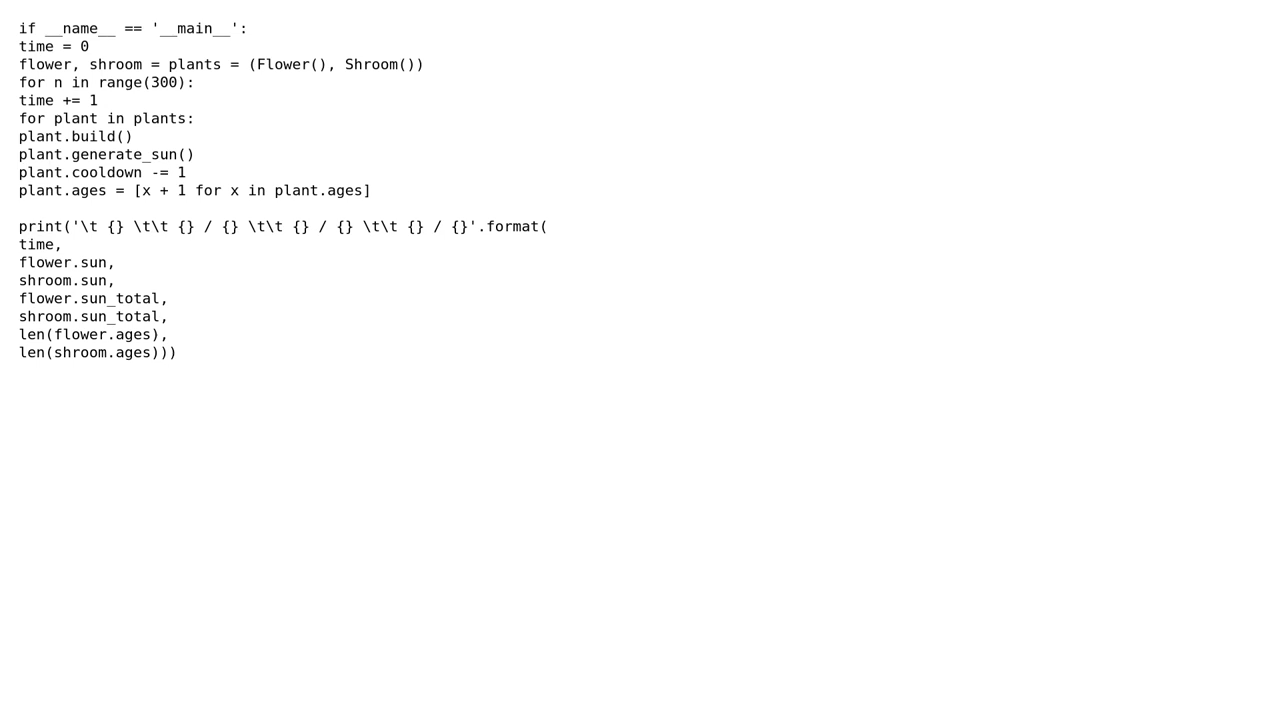 if __name__ == '__main__':
time = 0
flower, shroom = plants = (Flower(), Shroom())
for n in range(300):
time += 1
for plant in plants:
plant.build()
plant.generate_sun()
plant.cooldown -= 1
plant.ages = [x + 1 for x in plant.ages]

print('\t {} \t\t {} / {} \t\t {} / {} \t\t {} / {}'.format(
time,
flower.sun,
shroom.sun,
flower.sun_total,
shroom.sun_total,
len(flower.ages),
len(shroom.ages)))